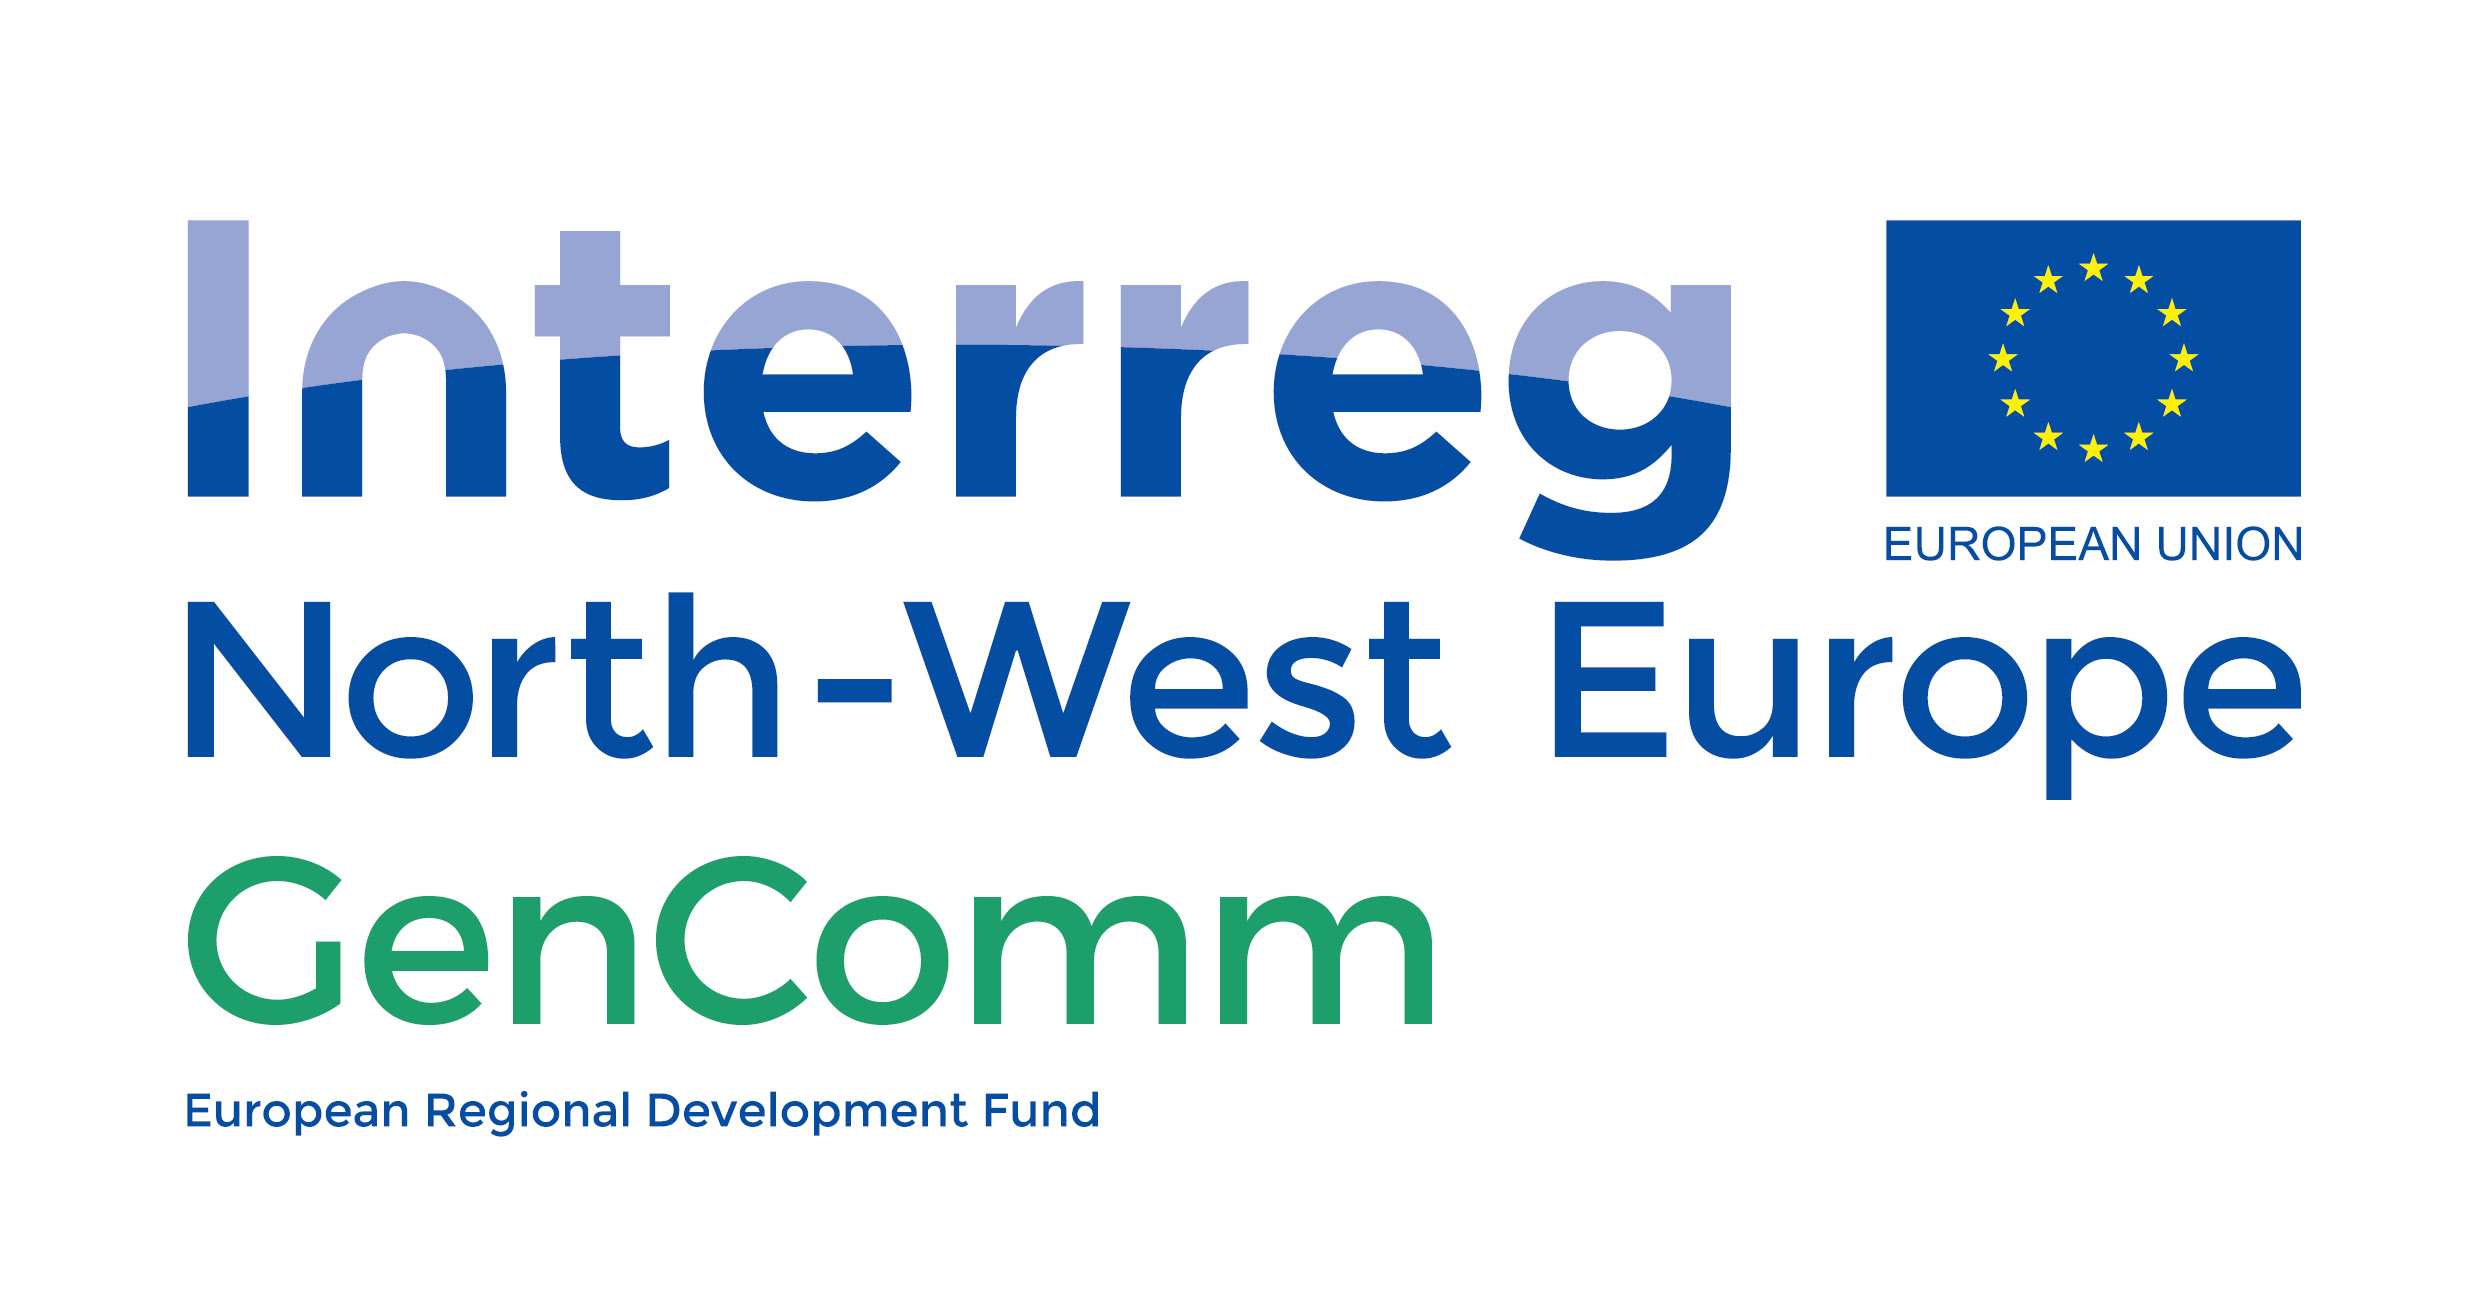 Interreg
EUROPEAN UNION
North-West Europe
GenComm
European Regional Development Fund